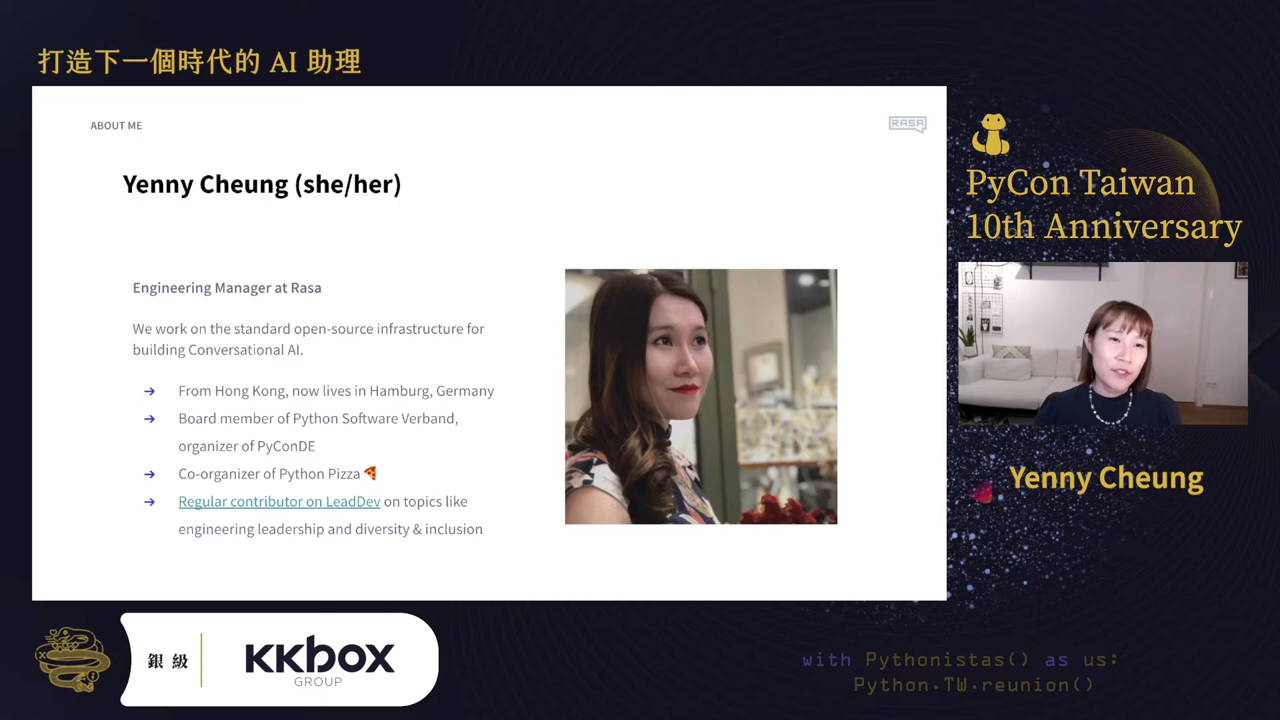 打造下一個時代的 AI 助理
ABOUT ME
RASA
Yenny Cheung (she/her)
Engineering Manager at Rasa
We work on the standard open-source infrastructure for
building Conversational AI.
➔ From Hong Kong, now lives in Hamburg, Germany
➔ Board member of Python Software Verband,
organizer of PyConDE
➔ Co-organizer of Python Pizza 🍕
➔ Regular contributor on LeadDev on topics like
engineering leadership and diversity & inclusion
PyCon Taiwan
10th Anniversary
Yenny Cheung
銀級
KKBOX
GROUP
with Pythonistas() as us:
Python.TW.reunion()